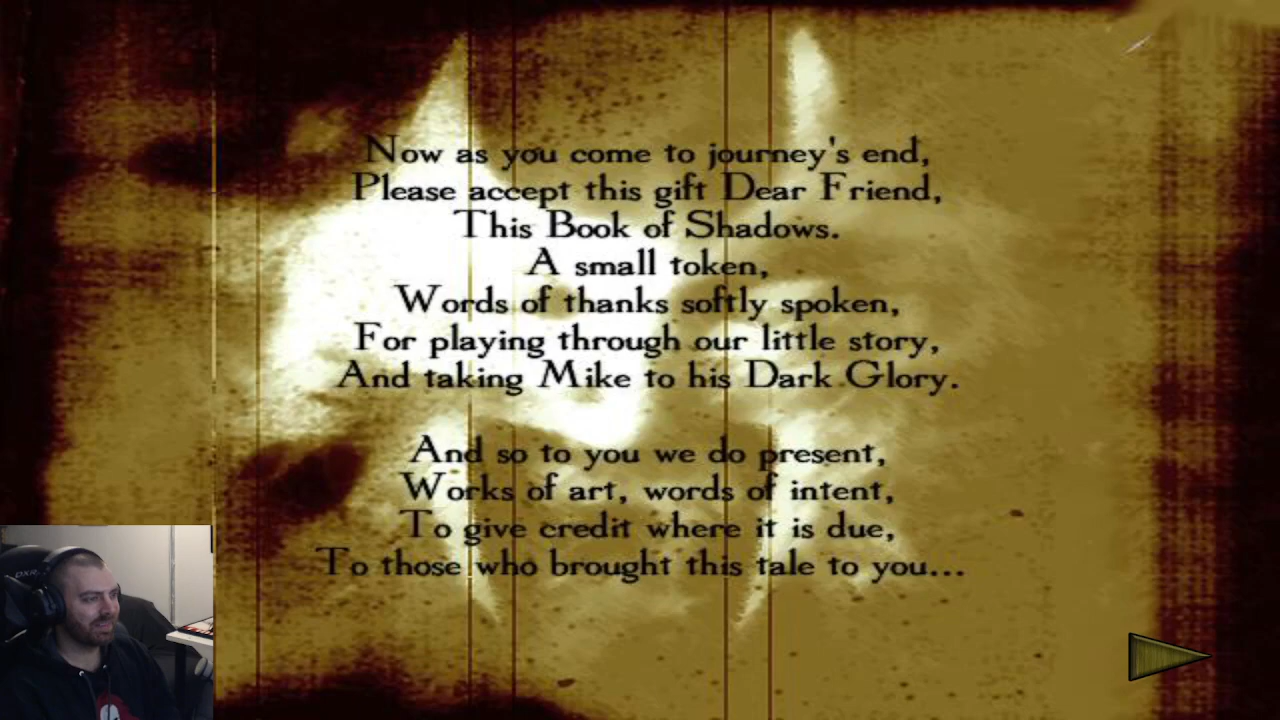 Now as you come to journey's end,
Please accept this gift Dear Friend,
This Book of Shadows.
A small token,
Words of thanks softly spoken,
For playing through our little story,
And taking Mike to his Dark Glory.
And so to you we do present,
Works of art, words of intent,
To give credit where it is due,
To those who brought this tale to you...